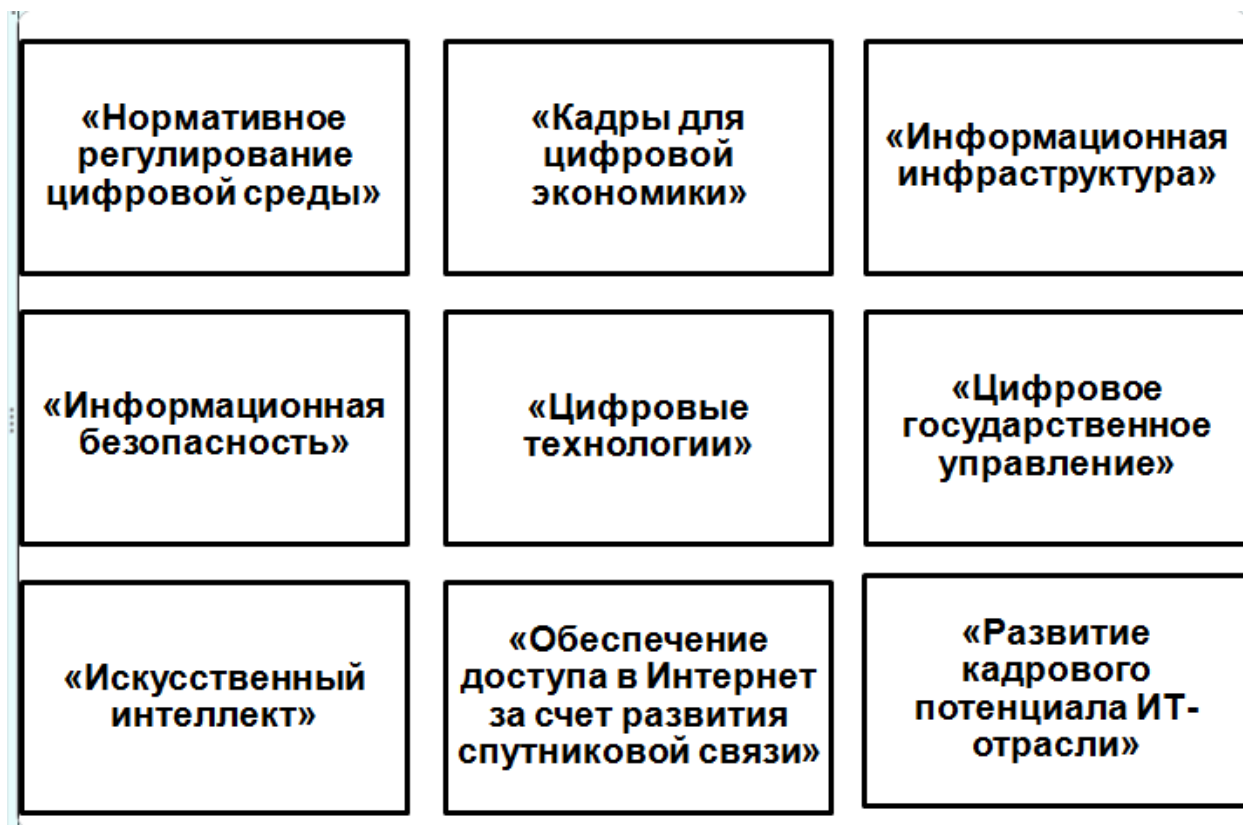 «Нормативное
регулирование
цифровой среды»
«Кадры для
цифровой
экономики»
«Информационная
инфраструктура»
«Информационная
безопасность»
«Цифровые
технологии»
«Цифровое
государственное
управление»
«Искусственный
интеллект»
«Обеспечение
доступа в Интернет
за счет развития
спутниковой связи»
«Развитие
кадрового
потенциала ИТ-
отрасли»